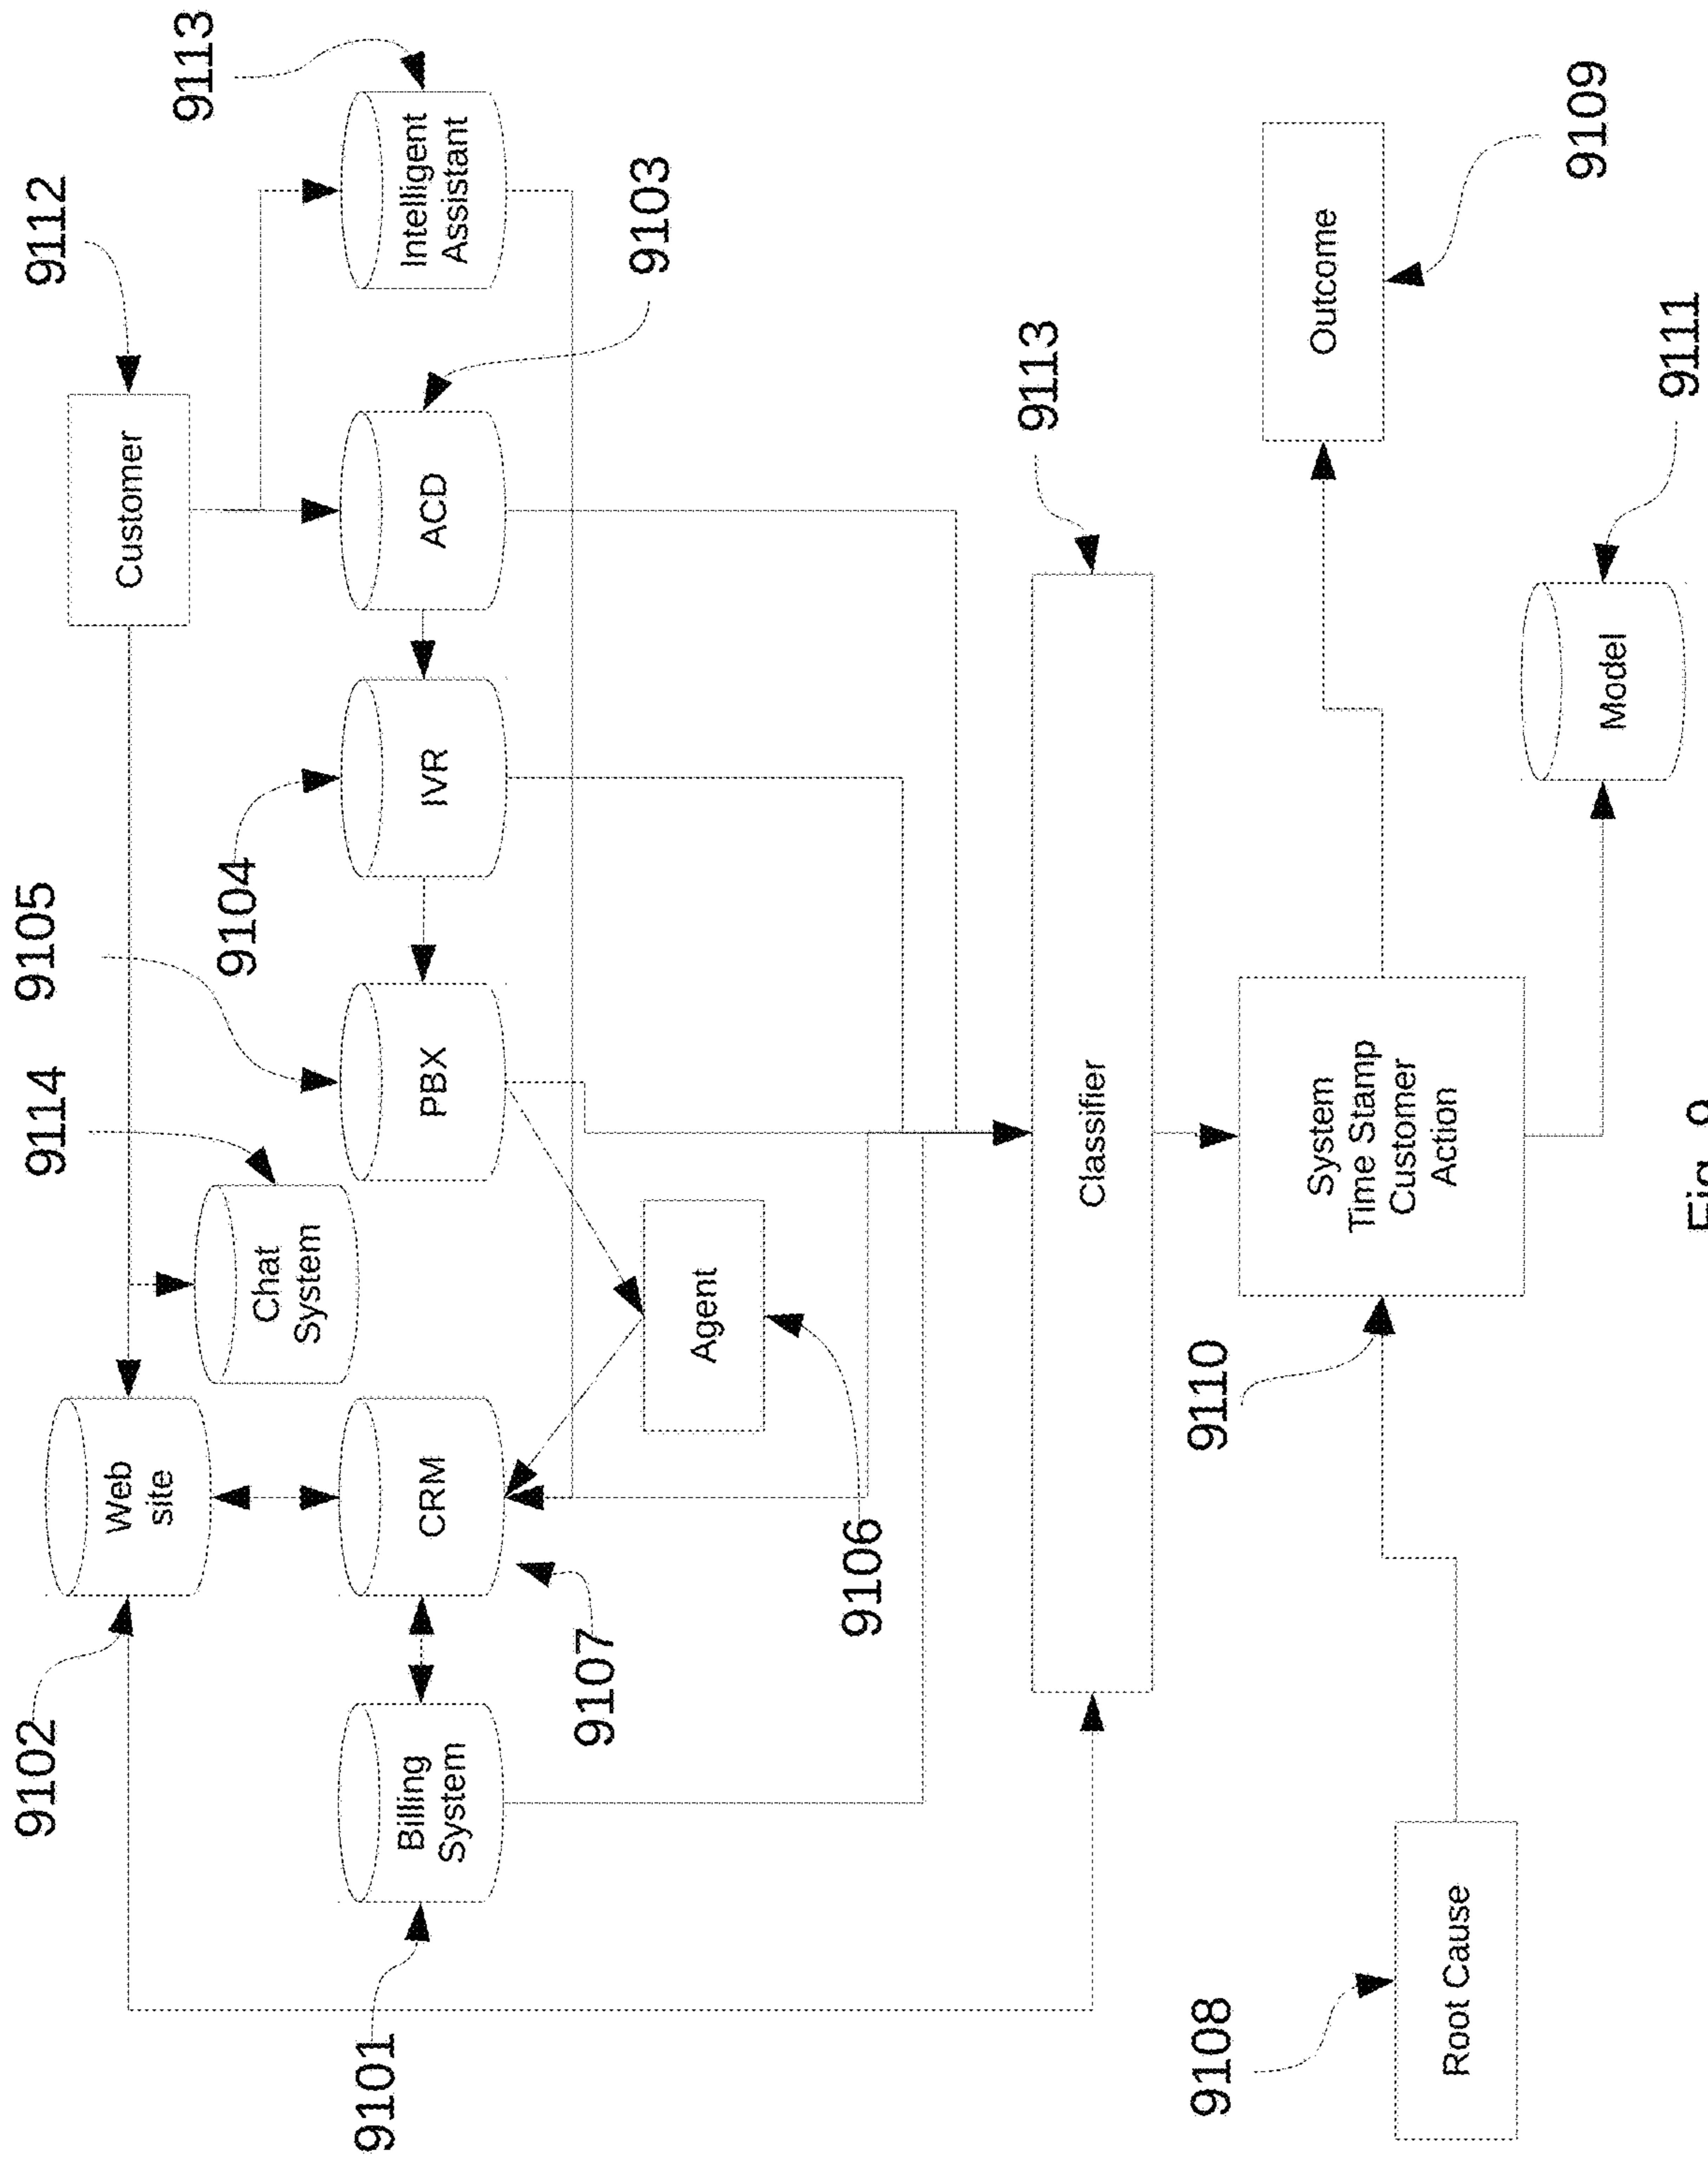 9102
9114
9105
9112
Web
site
Customer
9113
9104
Chat
System
9101
Billing
System
CRM
PBX
IVR
ACD
Intelligent
Assistant
9107
9103
Agent
9106
9113
Classifier
9108
9110
System
Time Stamp
Customer
Action
Outcome
Root Cause
9109
Model
9111
Fig. 9